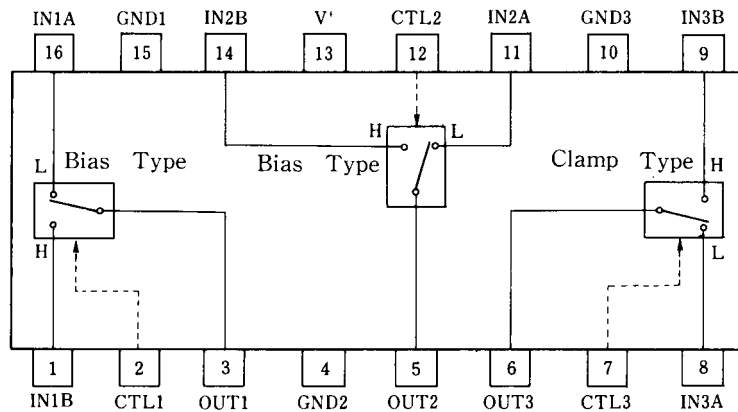 IN1A GND1 IN2B V' CTL2 IN2A GND3 IN3B
16 15 14 13 12 11 10 9
H L
L Bias Type Bias Type Clamp Type H
H L
1 2 3 4 5 6 7 8
IN1B CTL1 OUT1 GND2 OUT2 OUT3 CTL3 IN3A